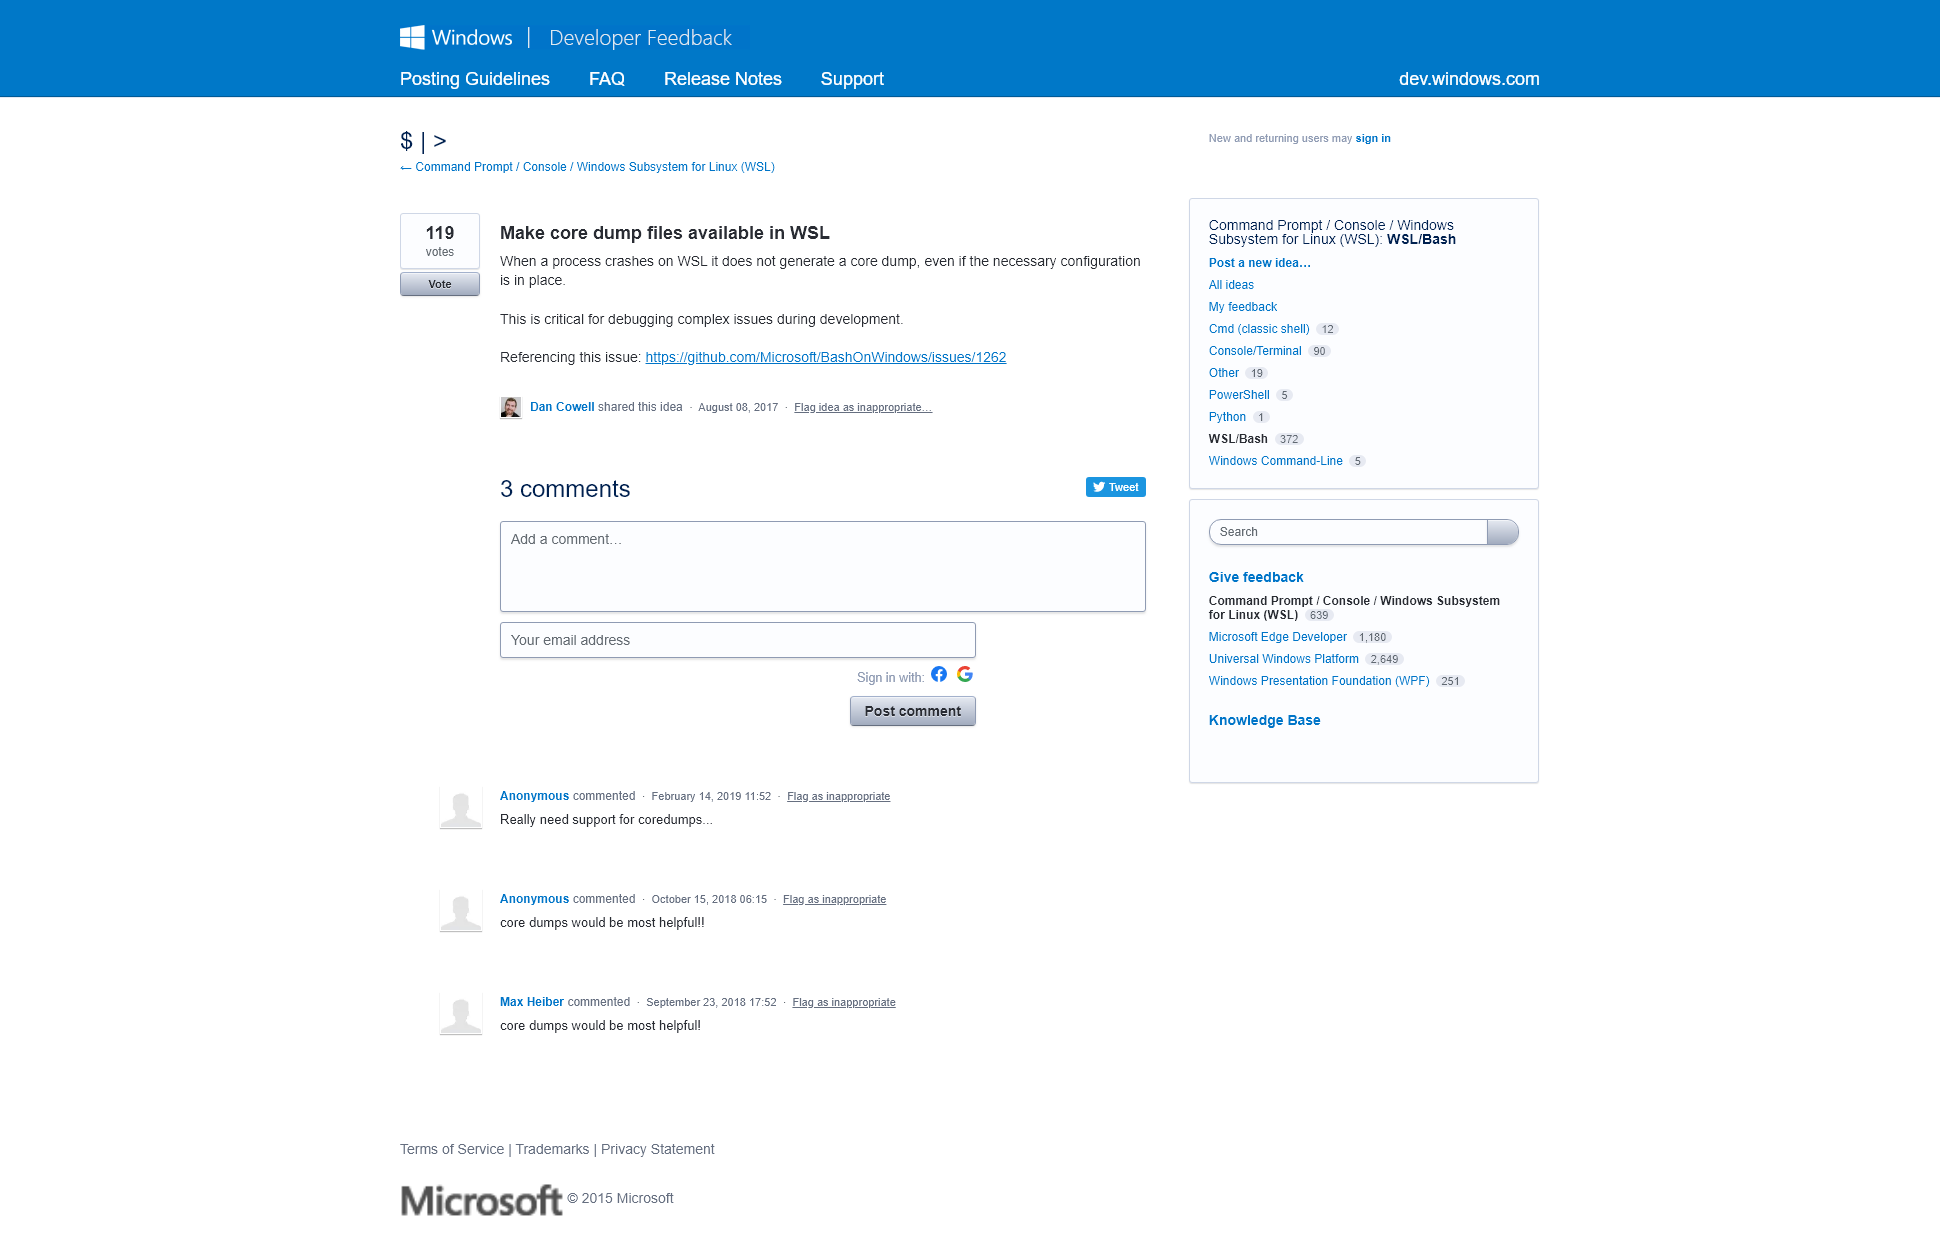 Windows | Developer Feedback
Posting Guidelines FAQ Release Notes Support dev.windows.com
$ | >
New and returning users may sign in
← Command Prompt / Console / Windows Subsystem for Linux (WSL)
119
votes
Vote
Make core dump files available in WSL
When a process crashes on WSL it does not generate a core dump, even if the necessary configuration
is in place.
This is critical for debugging complex issues during development.
Referencing this issue: https://github.com/Microsoft/BashOnWindows/issues/1262
Dan Cowell shared this idea · August 08, 2017 · Flag idea as inappropriate…
3 comments
Tweet
Add a comment…
Your email address
Sign in with:
Post comment
Anonymous commented · February 14, 2019 11:52 · Flag as inappropriate
Really need support for coredumps...
Anonymous commented · October 15, 2018 06:15 · Flag as inappropriate
core dumps would be most helpful!!
Max Heiber commented · September 23, 2018 17:52 · Flag as inappropriate
core dumps would be most helpful!
Command Prompt / Console / Windows
Subsystem for Linux (WSL): WSL/Bash
Post a new idea…
All ideas
My feedback
Cmd (classic shell) 12
Console/Terminal 90
Other 19
PowerShell 5
Python 1
WSL/Bash 372
Windows Command-Line 5
Search
Give feedback
Command Prompt / Console / Windows Subsystem
for Linux (WSL) 639
Microsoft Edge Developer 1,180
Universal Windows Platform 2,649
Windows Presentation Foundation (WPF) 251
Knowledge Base
Terms of Service | Trademarks | Privacy Statement
Microsoft © 2015 Microsoft